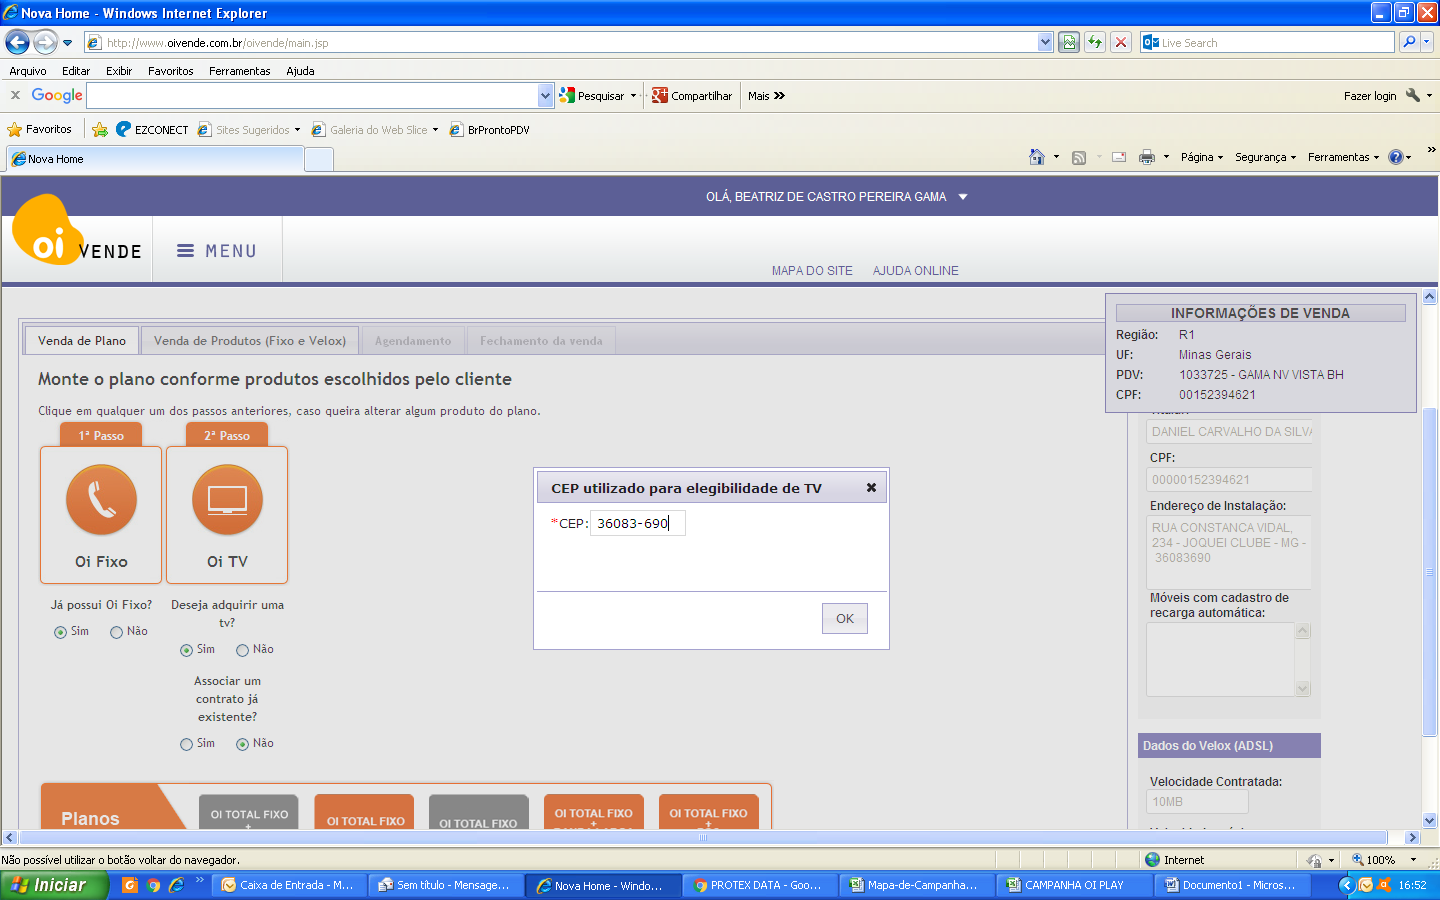 Nova Home - Windows Internet Explorer
http://www.oivende.com.br/oivende/main.jsp
Live Search
Arquivo Editar Exibir Favoritos Ferramentas Ajuda
x Google Pesquisar Compartilhar Mais »
Fazer login
Favoritos EZCONECT Sites Sugeridos Galeria do Web Slice BrProntoPDV
Nova Home
Página Segurança Ferramentas »
OLÁ, BEATRIZ DE CASTRO PEREIRA GAMA
oi VENDE
MENU
MAPA DO SITE AJUDA ONLINE
INFORMAÇÕES DE VENDA
Região: R1
UF: Minas Gerais
PDV: 1033725 - GAMA NV VISTA BH
CPF: 00152394621
Venda de Plano Venda de Produtos (Fixo e Velox) Agendamento Fechamento da venda
Monte o plano conforme produtos escolhidos pelo cliente
Clique em qualquer um dos passos anteriores, caso queira alterar algum produto do plano.
1ª Passo
Oi Fixo
Já possui Oi Fixo?
Sim Não
2ª Passo
Oi TV
Deseja adquirir uma
tv?
Sim Não
Associar um
contrato já
existente?
Sim Não
CEP utilizado para elegibilidade de TV
*CEP: 36083-690
OK
DANIEL CARVALHO DA SILVA
CPF:
00000152394621
Endereço de Instalação:
RUA CONSTANCA VIDAL,
234 - JOQUEI CLUBE - MG -
36083690
Móveis com cadastro de
recarga automática:
Dados do Velox (ADSL)
Velocidade Contratada:
10MB
Planos
OI TOTAL FIXO
+
OI TOTAL FIXO
OI TOTAL FIXO
OI TOTAL FIXO
+
OI TOTAL FIXO
+
Não possível utilizar o botão voltar do navegador.
Internet
100%
Iniciar
»
Caixa de Entrada - M...
Sem título - Mensage...
Nova Home - Windo...
PROTEX DATA - Goo...
Mapa-de-Campanha...
CAMPANHA OI PLAY
Documento1 - Micros...
16:52